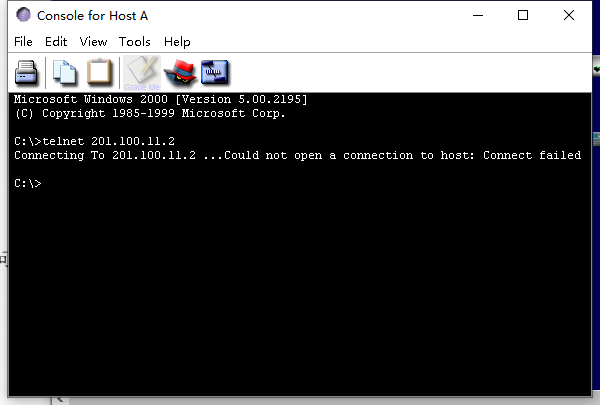 Console for Host A
File Edit View Tools Help
Grade Me
Microsoft Windows 2000 [Version 5.00.2195]
(C) Copyright 1985-1999 Microsoft Corp.
C:\>telnet 201.100.11.2
Connecting To 201.100.11.2 ...Could not open a connection to host: Connect failed
C:\>